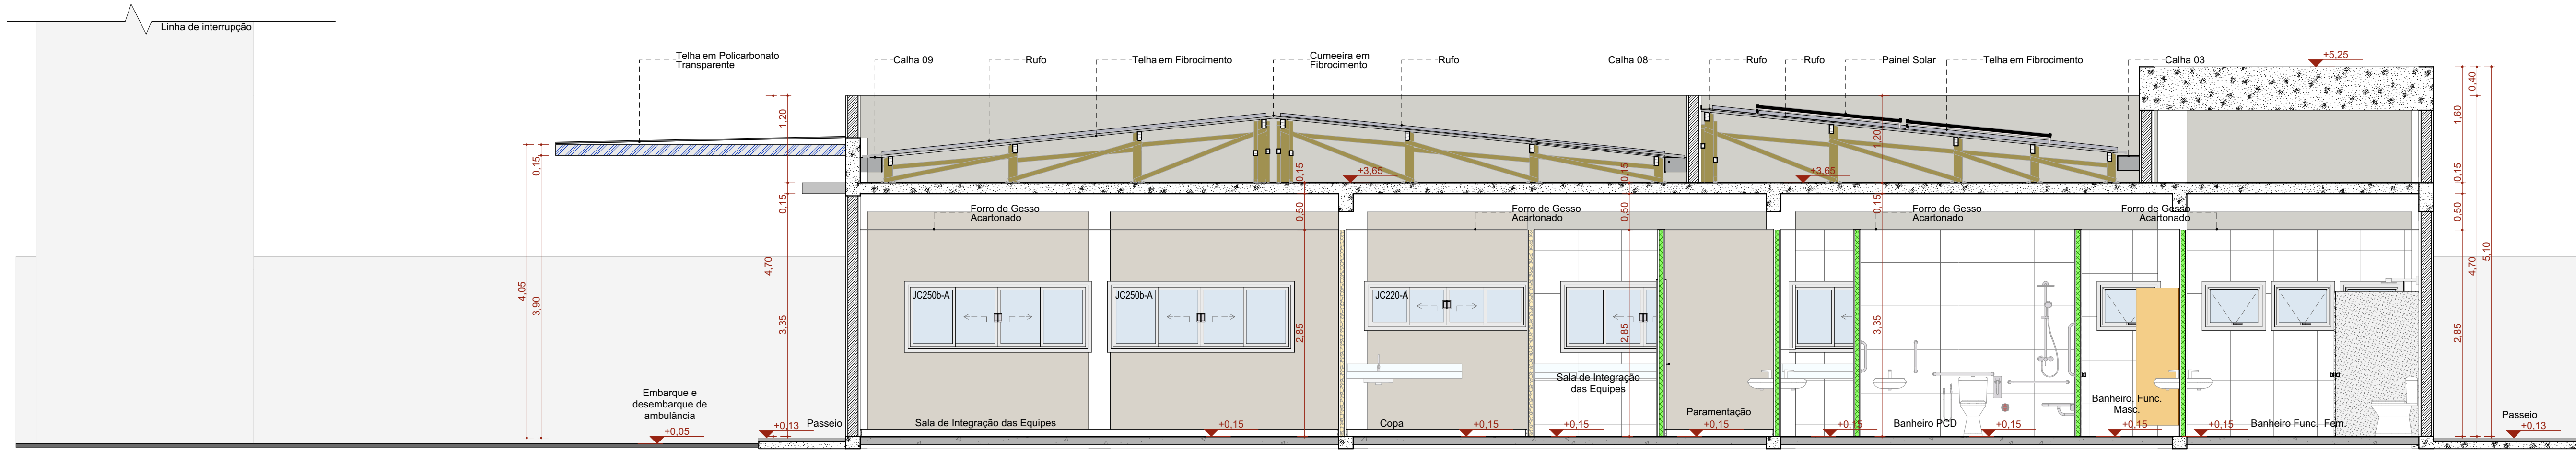 Linha de interrupção
Telha em Policarbonato
Transparente
Calha 09
Rufo
Telha em Fibrocimento
Cumeeira em
Fibrocimento
Rufo
Calha 08
Rufo
Rufo
Painel Solar
Telha em Fibrocimento
Calha 03
+5,25
0,40
1,60
5,10
4,70
0,15
0,50
2,85
1,20
0,15
4,70
3,35
0,15
4,05
3,90
+3,65
+3,65
0,15
0,50
2,85
0,15
0,50
2,85
1,20
0,15
3,35
Forro de Gesso
Acartonado
Forro de Gesso
Acartonado
Forro de Gesso
Acartonado
Forro de Gesso
Acartonado
JC250b-A
JC250b-A
JC220-A
Embarque e
desembarque de
ambulância
+0,05
+0,13
Passeio
Sala de Integração das Equipes
+0,15
Copa
+0,15
Sala de Integração
das Equipes
+0,15
Paramentação
+0,15
+0,15
Banheiro PCD
+0,15
Banheiro. Func.
Masc.
+0,15
+0,15
Banheiro Func. Fem.
Passeio
+0,13